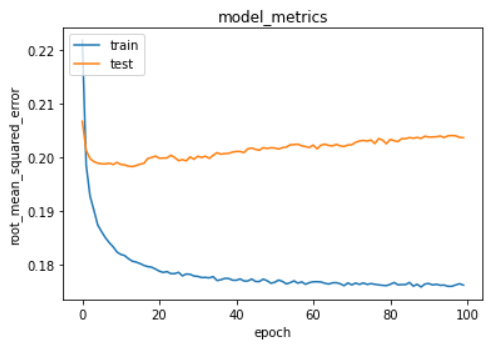 model_metrics
train
test
root_mean_squared_error
0.22
0.21
0.20
0.19
0.18
0
20
40
60
80
100
epoch